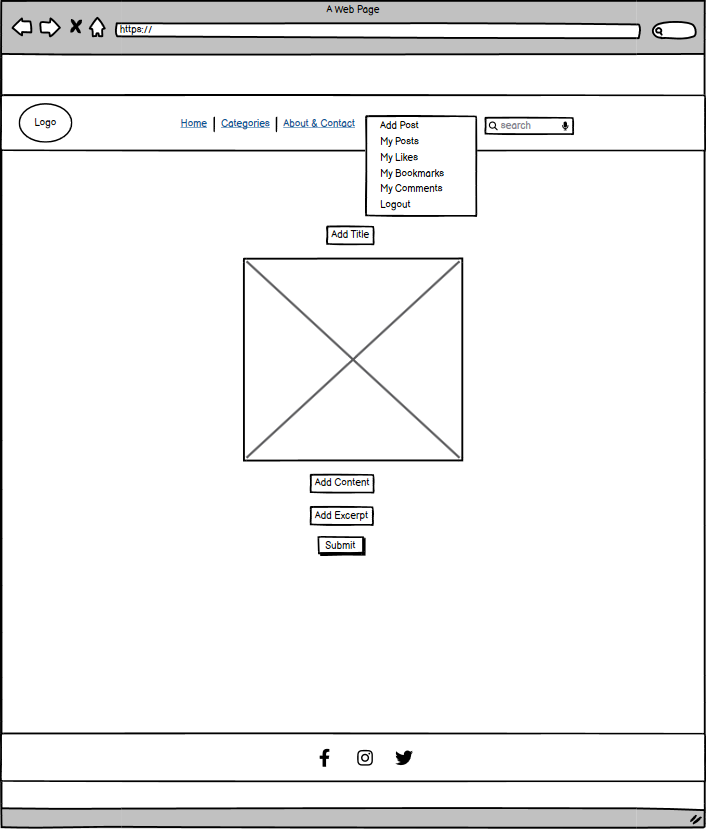 A Web Page
https://
Logo
Home
Categories
About & Contact
Add Post
My Posts
My Likes
My Bookmarks
My Comments
Logout
search
Add Title
Add Content
Add Excerpt
Submit